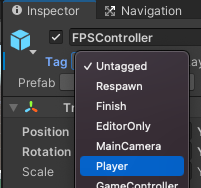 Inspector Navigation
FPSController
Tag ✓ Untagged
Respawn
Prefab Finish
EditorOnly
MainCamera
Position
Rotation Player
Scale GameController